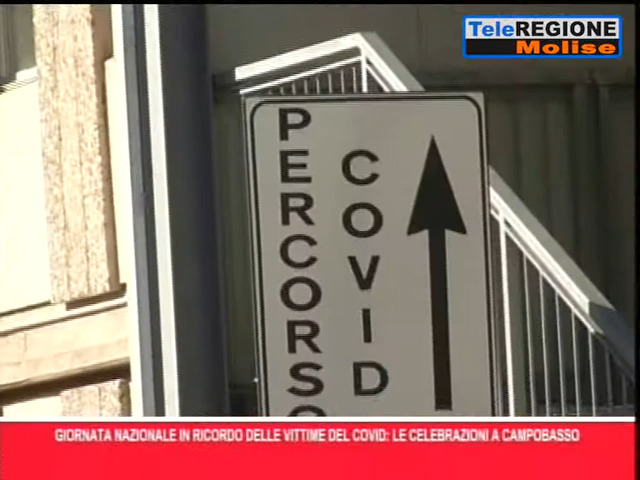 TeleREGIONE
Molise
PERCORSO
COVID
GIORNATA NAZIONALE IN RICORDO DELLE VITTIME DEL COVID: LE CELEBRAZIONI A CAMPOBASSO